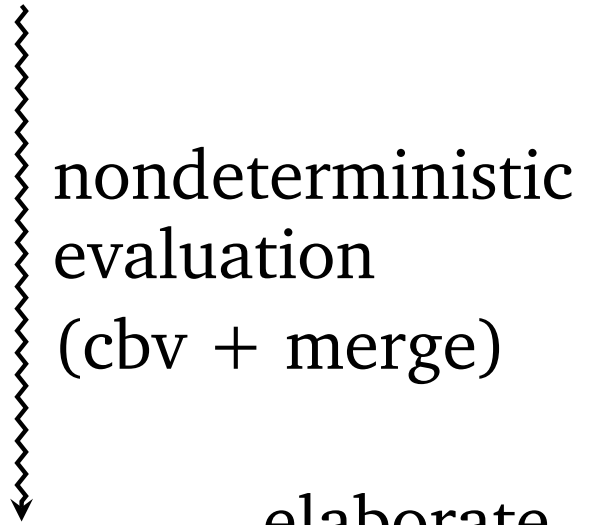 nondeterministic
evaluation
(cbv + merge)
elaborate